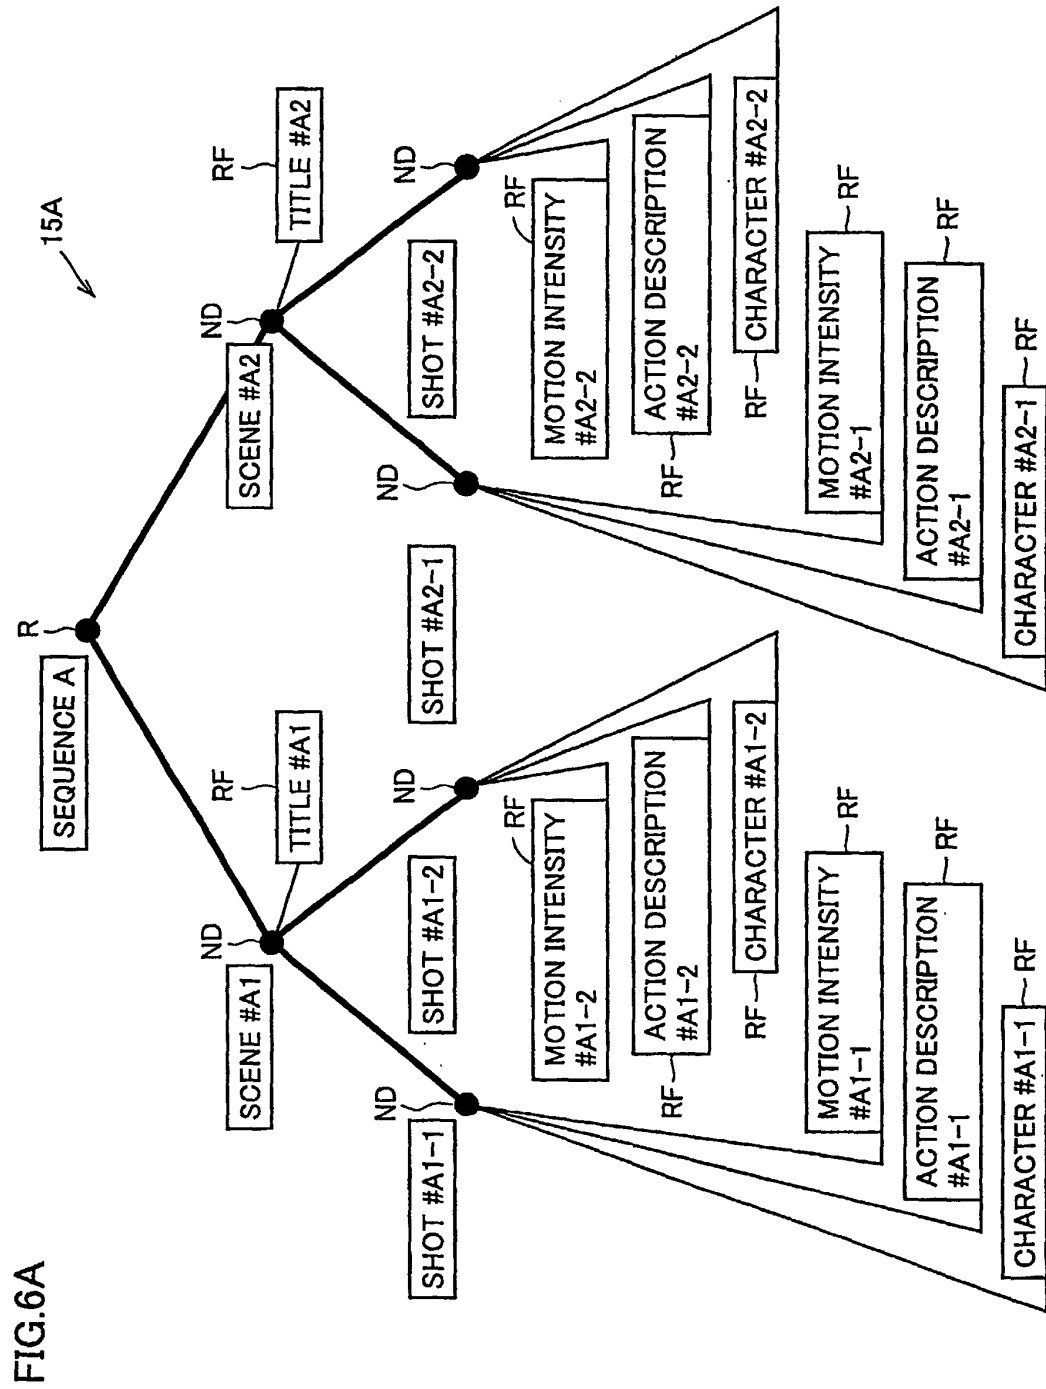 FIG.6A
15A
R
SEQUENCE A
ND
SCENE #A1
RF
TITLE #A1
ND
SCENE #A2
RF
TITLE #A2
ND
SHOT #A1-1
ND
SHOT #A1-2
ND
SHOT #A2-1
ND
SHOT #A2-2
RF
MOTION INTENSITY
#A1-2
RF
ACTION DESCRIPTION
#A1-2
RF
CHARACTER #A1-2
MOTION INTENSITY
#A1-1
RF
ACTION DESCRIPTION
#A1-1
RF
CHARACTER #A1-1
RF
RF
MOTION INTENSITY
#A2-2
RF
ACTION DESCRIPTION
#A2-2
RF
CHARACTER #A2-2
MOTION INTENSITY
#A2-1
RF
ACTION DESCRIPTION
#A2-1
RF
CHARACTER #A2-1
RF